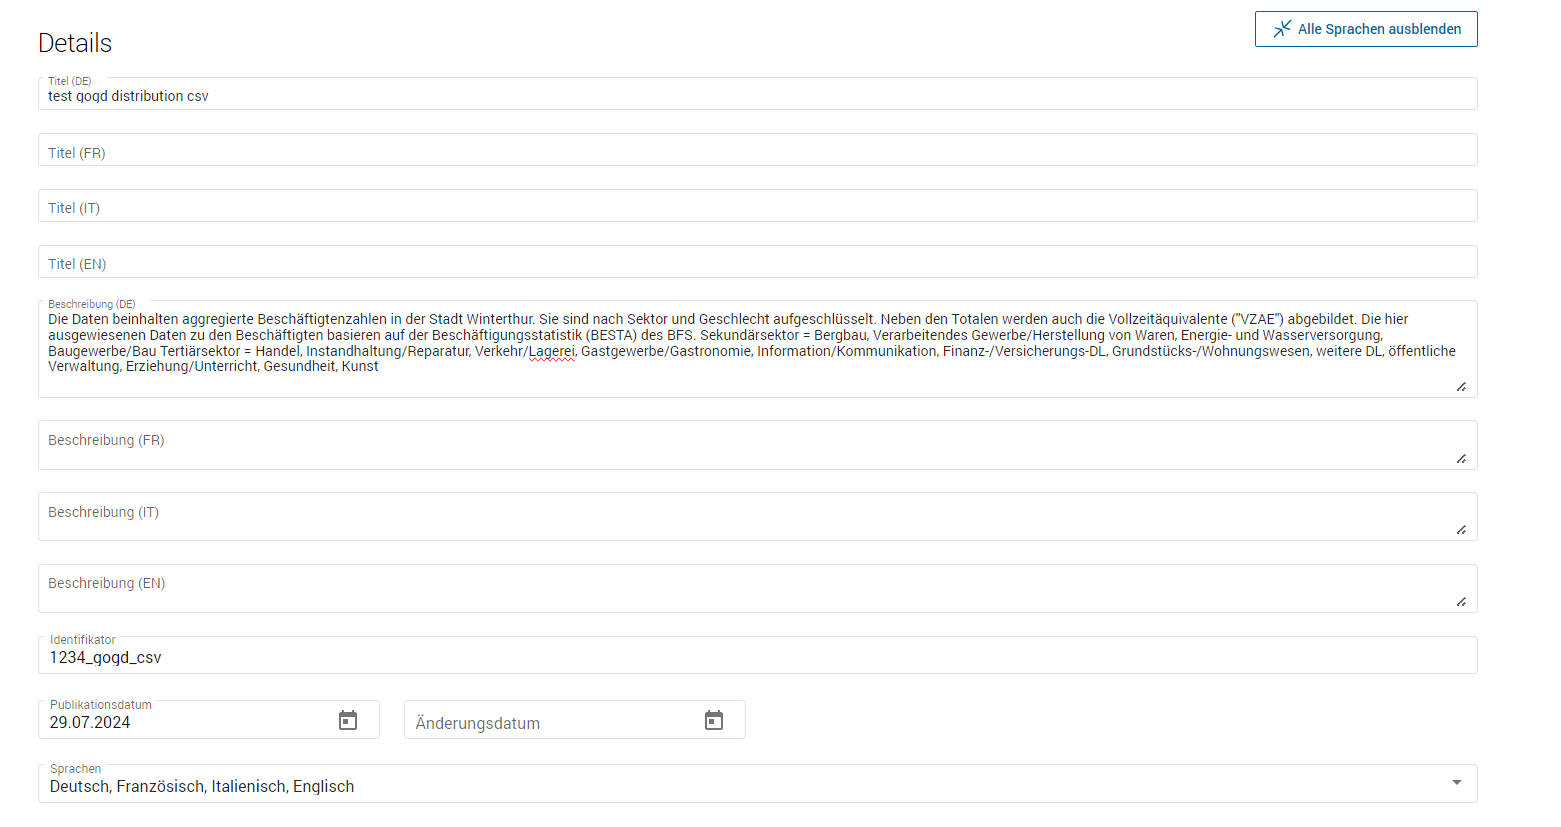 Alle Sprachen ausblenden
Details
Titel (DE)
test gogd distribution csv
Titel (FR)
Titel (IT)
Titel (EN)
Beschreibung (DE)
Die Daten beinhalten aggregierte Beschäftigtenzahlen in der Stadt Winterthur. Sie sind nach Sektor und Geschlecht aufgeschlüsselt. Neben den Totalen werden auch die Vollzeitäquivalente ("VZAE") abgebildet. Die hier
ausgewiesenen Daten zu den Beschäftigten basieren auf der Beschäftigungsstatistik (BESTA) des BFS. Sekundärsektor = Bergbau, Verarbeitendes Gewerbe/Herstellung von Waren, Energie- und Wasserversorgung,
Baugewerbe/Bau Tertiärsektor = Handel, Instandhaltung/Reparatur, Verkehr/Lagerei, Gastgewerbe/Gastronomie, Information/Kommunikation, Finanz-/Versicherungs-DL, Grundstücks-/Wohnungswesen, weitere DL, öffentliche
Verwaltung, Erziehung/Unterricht, Gesundheit, Kunst
Beschreibung (FR)
Beschreibung (IT)
Beschreibung (EN)
Identifikator
1234_gogd_csv
Publikationsdatum
29.07.2024
Änderungsdatum
Sprachen
Deutsch, Französisch, Italienisch, Englisch